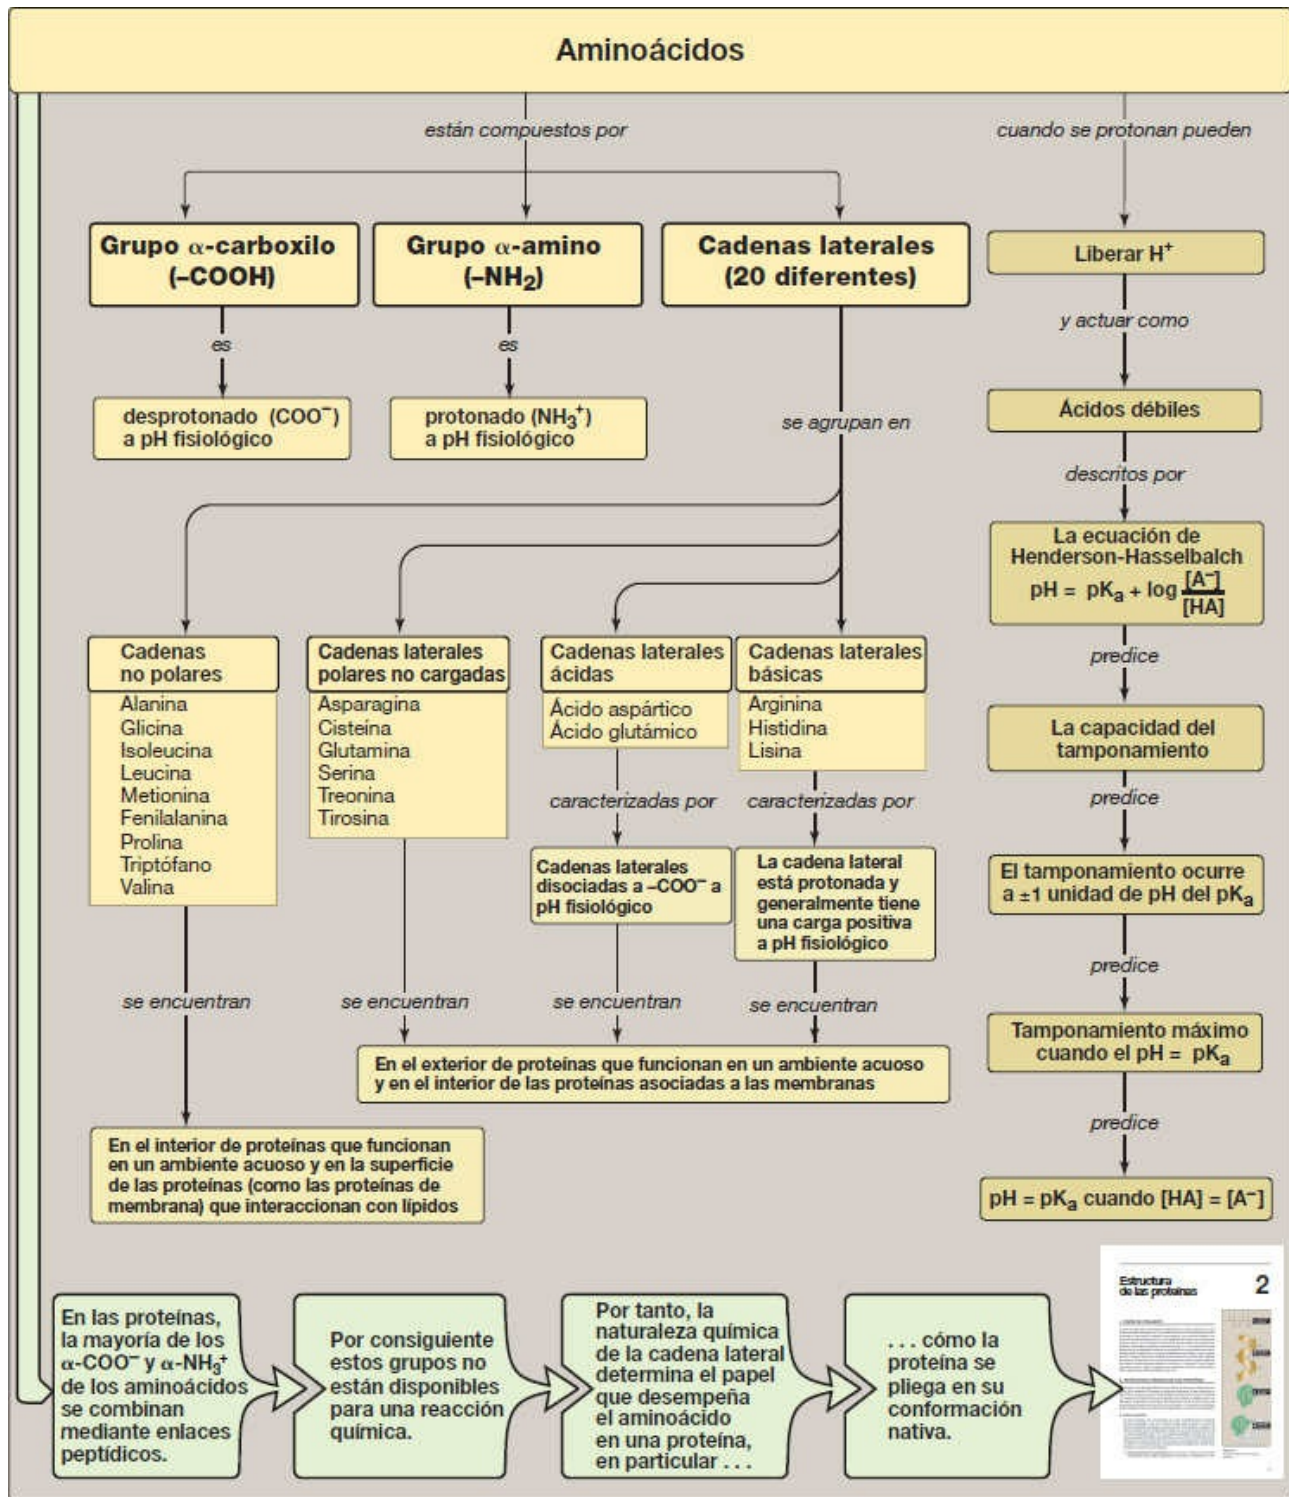 Aminoácidos
están compuestos por
cuando se protonan pueden
Grupo α-carboxilo
(–COOH)
Grupo α-amino
(–NH₂)
Cadenas laterales
(20 diferentes)
Liberar H⁺
es
es
y actuar como
desprotonado (COO⁻)
a pH fisiológico
protonado (NH₃⁺)
a pH fisiológico
se agrupan en
Ácidos débiles
descritos por
La ecuación de
Henderson-Hasselbalch
pH = pKₐ + log [A⁻]
[HA]
Cadenas
no polares
Alanina
Glicina
Isoleucina
Leucina
Metionina
Fenilalanina
Prolina
Triptófano
Valina
Cadenas laterales
polares no cargadas
Asparagina
Cisteína
Glutamina
Serina
Treonina
Tirosina
Cadenas laterales
ácidas
Ácido aspártico
Ácido glutámico
Cadenas laterales
básicas
Arginina
Histidina
Lisina
predice
La capacidad del
tamponamiento
caracterizadas por
caracterizadas por
predice
Cadenas laterales
disociadas a –COO⁻ a
pH fisiológico
La cadena lateral
está protonada y
generalmente tiene
una carga positiva
a pH fisiológico
El tamponamiento ocurre
a ±1 unidad de pH del pKₐ
predice
se encuentran
se encuentran
se encuentran
se encuentran
Tamponamiento máximo
cuando el pH = pKₐ
En el exterior de proteínas que funcionan en un ambiente acuoso
y en el interior de las proteínas asociadas a las membranas
predice
En el interior de proteínas que funcionan
en un ambiente acuoso y en la superficie
de las proteínas (como las proteínas de
membrana) que interaccionan con lípidos
pH = pKₐ cuando [HA] = [A⁻]
En las proteínas,
la mayoría de los
α-COO⁻ y α-NH₃⁺
de los aminoácidos
se combinan
mediante enlaces
peptídicos.
Por consiguiente
estos grupos no
están disponibles
para una reacción
química.
Por tanto, la
naturaleza química
de la cadena lateral
determina el papel
que desempeña
el aminoácido
en una proteína,
en particular . . .
. . . cómo la
proteína se
pliega en su
conformación
nativa.
Estructura
de las proteínas
2